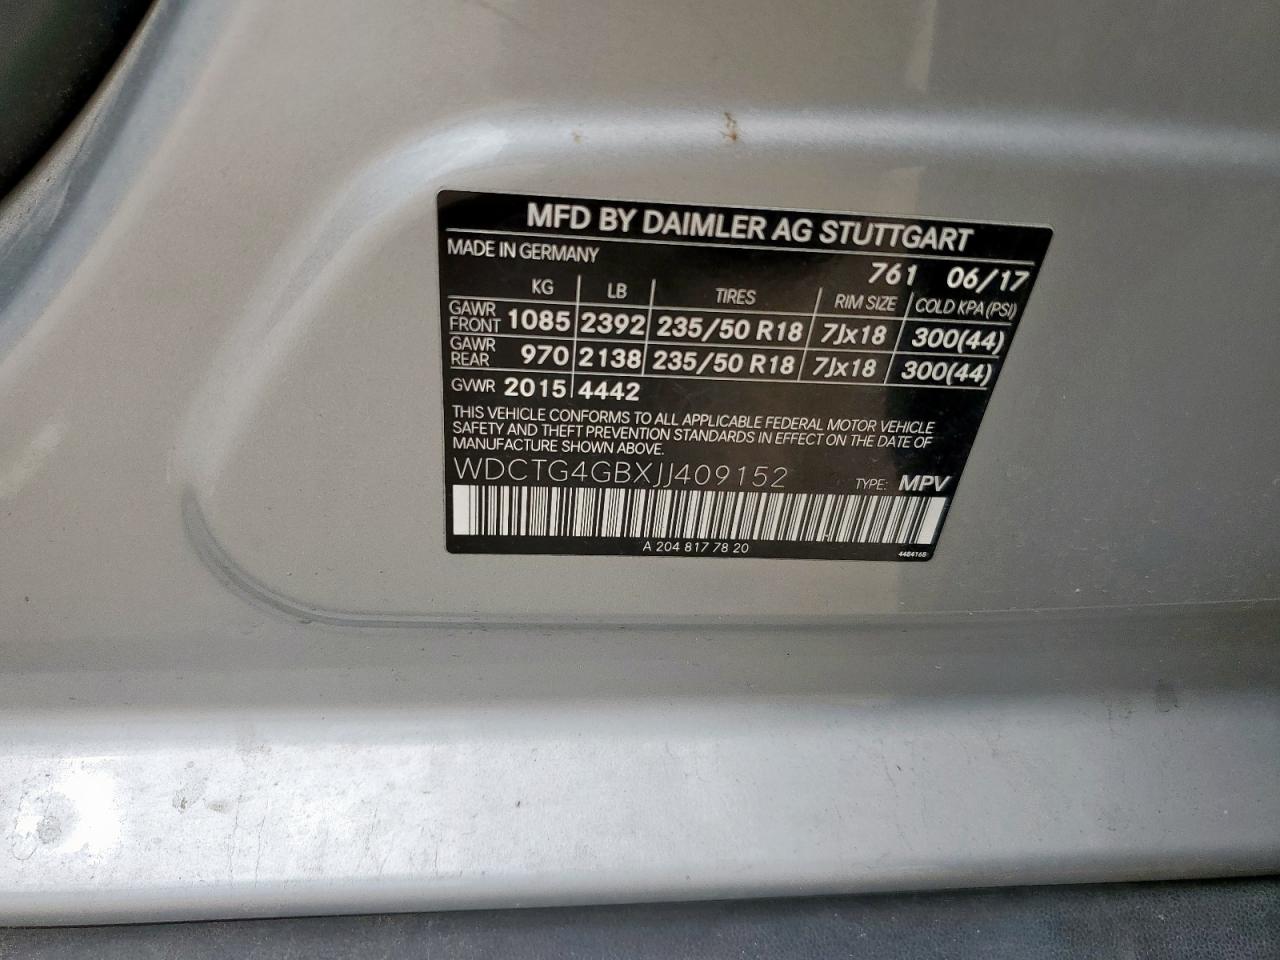 MFD BY DAIMLER AG STUTTGART
MADE IN GERMANY
761 06/17
KG LB TIRES RIM SIZE COLD KPA (PSI)
GAWR FRONT 1085 2392 235/50 R18 7Jx18 300(44)
GAWR REAR 970 2138 235/50 R18 7Jx18 300(44)
GVWR 2015 4442
THIS VEHICLE CONFORMS TO ALL APPLICABLE FEDERAL MOTOR VEHICLE
SAFETY AND THEFT PREVENTION STANDARDS IN EFFECT ON THE DATE OF
MANUFACTURE SHOWN ABOVE.
WDCTG4GBXJJ409152 TYPE: MPV
A 204 817 78 20
448416B